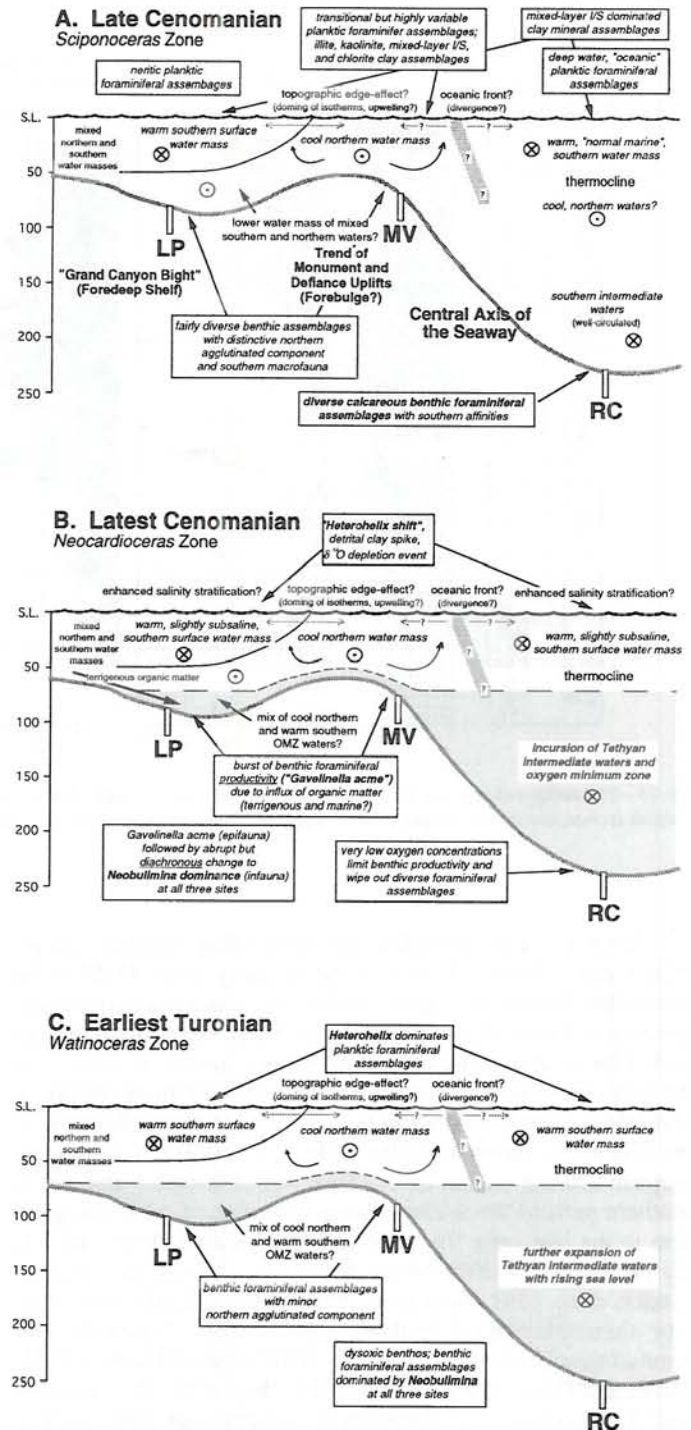 A. Late Cenomanian
Sciponoceras Zone
transitional but highly variable
planktic foraminifer assemblages;
illite, kaolinite, mixed-layer I/S,
and chlorite clay assemblages
mixed-layer I/S dominated
clay mineral assemblages
neritic planktic
foraminiferal assembages
deep water, "oceanic"
planktic foraminiferal
assemblages
topographic edge-effect?
(doming of isotherms, upwelling?)
oceanic front?
(divergence?)
S.L.
mixed
northern and
southern
water masses
warm southern surface
water mass
cool northern water mass
?
?
?
?
warm, "normal marine",
southern water mass
thermocline
cool, northern waters?
50
lower water mass of mixed
southern and northern waters?
100
LP
MV
"Grand Canyon Bight"
(Foredeep Shelf)
Trend of
Monument and
Defiance Uplifts
(Forebulge?)
150
Central Axis of
the Seaway
southern intermediate
waters
(well-circulated)
200
fairly diverse benthic assemblages
with distinctive northern
agglutinated component
and southern macrofauna
250
diverse calcareous benthic foraminiferal
assemblages with southern affinities
RC
B. Latest Cenomanian
Neocardioceras Zone
"Heterohelix shift",
detrital clay spike,
δ18O depletion event
enhanced salinity stratification?
topographic edge-effect?
(doming of isotherms, upwelling?)
oceanic front?
(divergence?)
enhanced salinity stratification?
S.L.
mixed
northern and
southern water
masses
warm, slightly subsaline,
southern surface water mass
cool northern water mass
?
?
?
?
warm, slightly subsaline,
southern surface water mass
50
terrigenous organic matter
thermocline
100
LP
mix of cool northern
and warm southern
OMZ waters?
MV
150
burst of benthic foraminiferal
productivity ("Gavelinella acme")
due to influx of organic matter
(terrigenous and marine?)
incursion of Tethyan
intermediate waters and
oxygen minimum zone
200
Gavelinella acme (epifauna)
followed by abrupt but
diachronous change to
Neobulimina dominance (infauna)
at all three sites
very low oxygen concentrations
limit benthic productivity and
wipe out diverse foraminiferal
assemblages
250
RC
C. Earliest Turonian
Watinoceras Zone
Heterohelix dominates
planktic foraminiferal
assemblages
topographic edge-effect?
(doming of isotherms, upwelling?)
oceanic front?
(divergence?)
S.L.
mixed
northern and
southern
water masses
warm southern surface
water mass
cool northern water mass
?
?
?
?
warm southern surface
water mass
50
thermocline
100
LP
mix of cool northern
and warm southern
OMZ waters?
MV
150
benthic foraminiferal assemblages
with minor
northern agglutinated component
further expansion of
Tethyan intermediate waters
with rising sea level
200
dysoxic benthos; benthic
foraminiferal assemblages
dominated by Neobulimina
at all three sites
250
RC